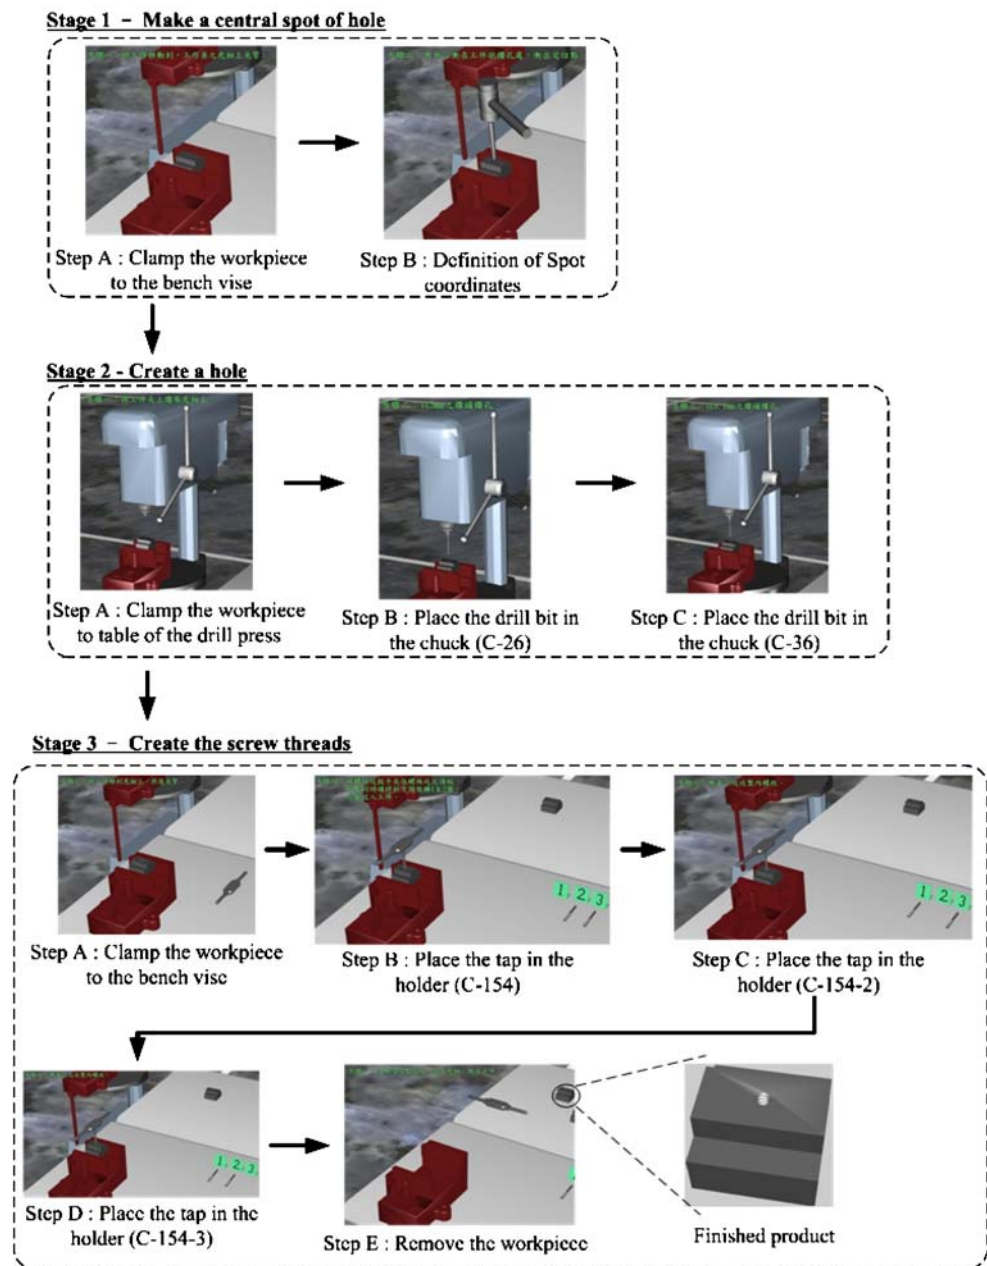 Stage 1 – Make a central spot of hole
Step A : Clamp the workpiece
to the bench vise
Step B : Definition of Spot
coordinates
Stage 2 - Create a hole
Step A : Clamp the workpiece
to table of the drill press
Step B : Place the drill bit in
the chuck (C-26)
Step C : Place the drill bit in
the chuck (C-36)
Stage 3 – Create the screw threads
1, 2, 3,
1, 2, 3,
Step A : Clamp the workpiece
to the bench vise
Step B : Place the tap in the
holder (C-154)
Step C : Place the tap in the
holder (C-154-2)
1, 2, 3,
Step D : Place the tap in the
holder (C-154-3)
Step E : Remove the workpiece
Finished product